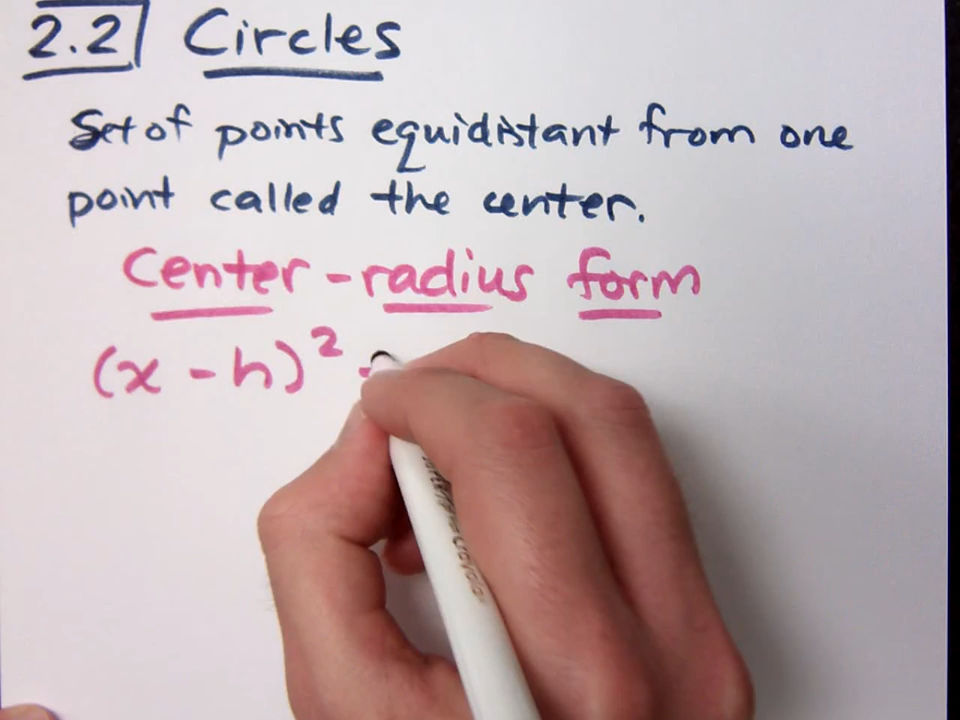 2.2 Circles
Set of points equidistant from one
point called the center.
Center-radius form
(x - h)² -